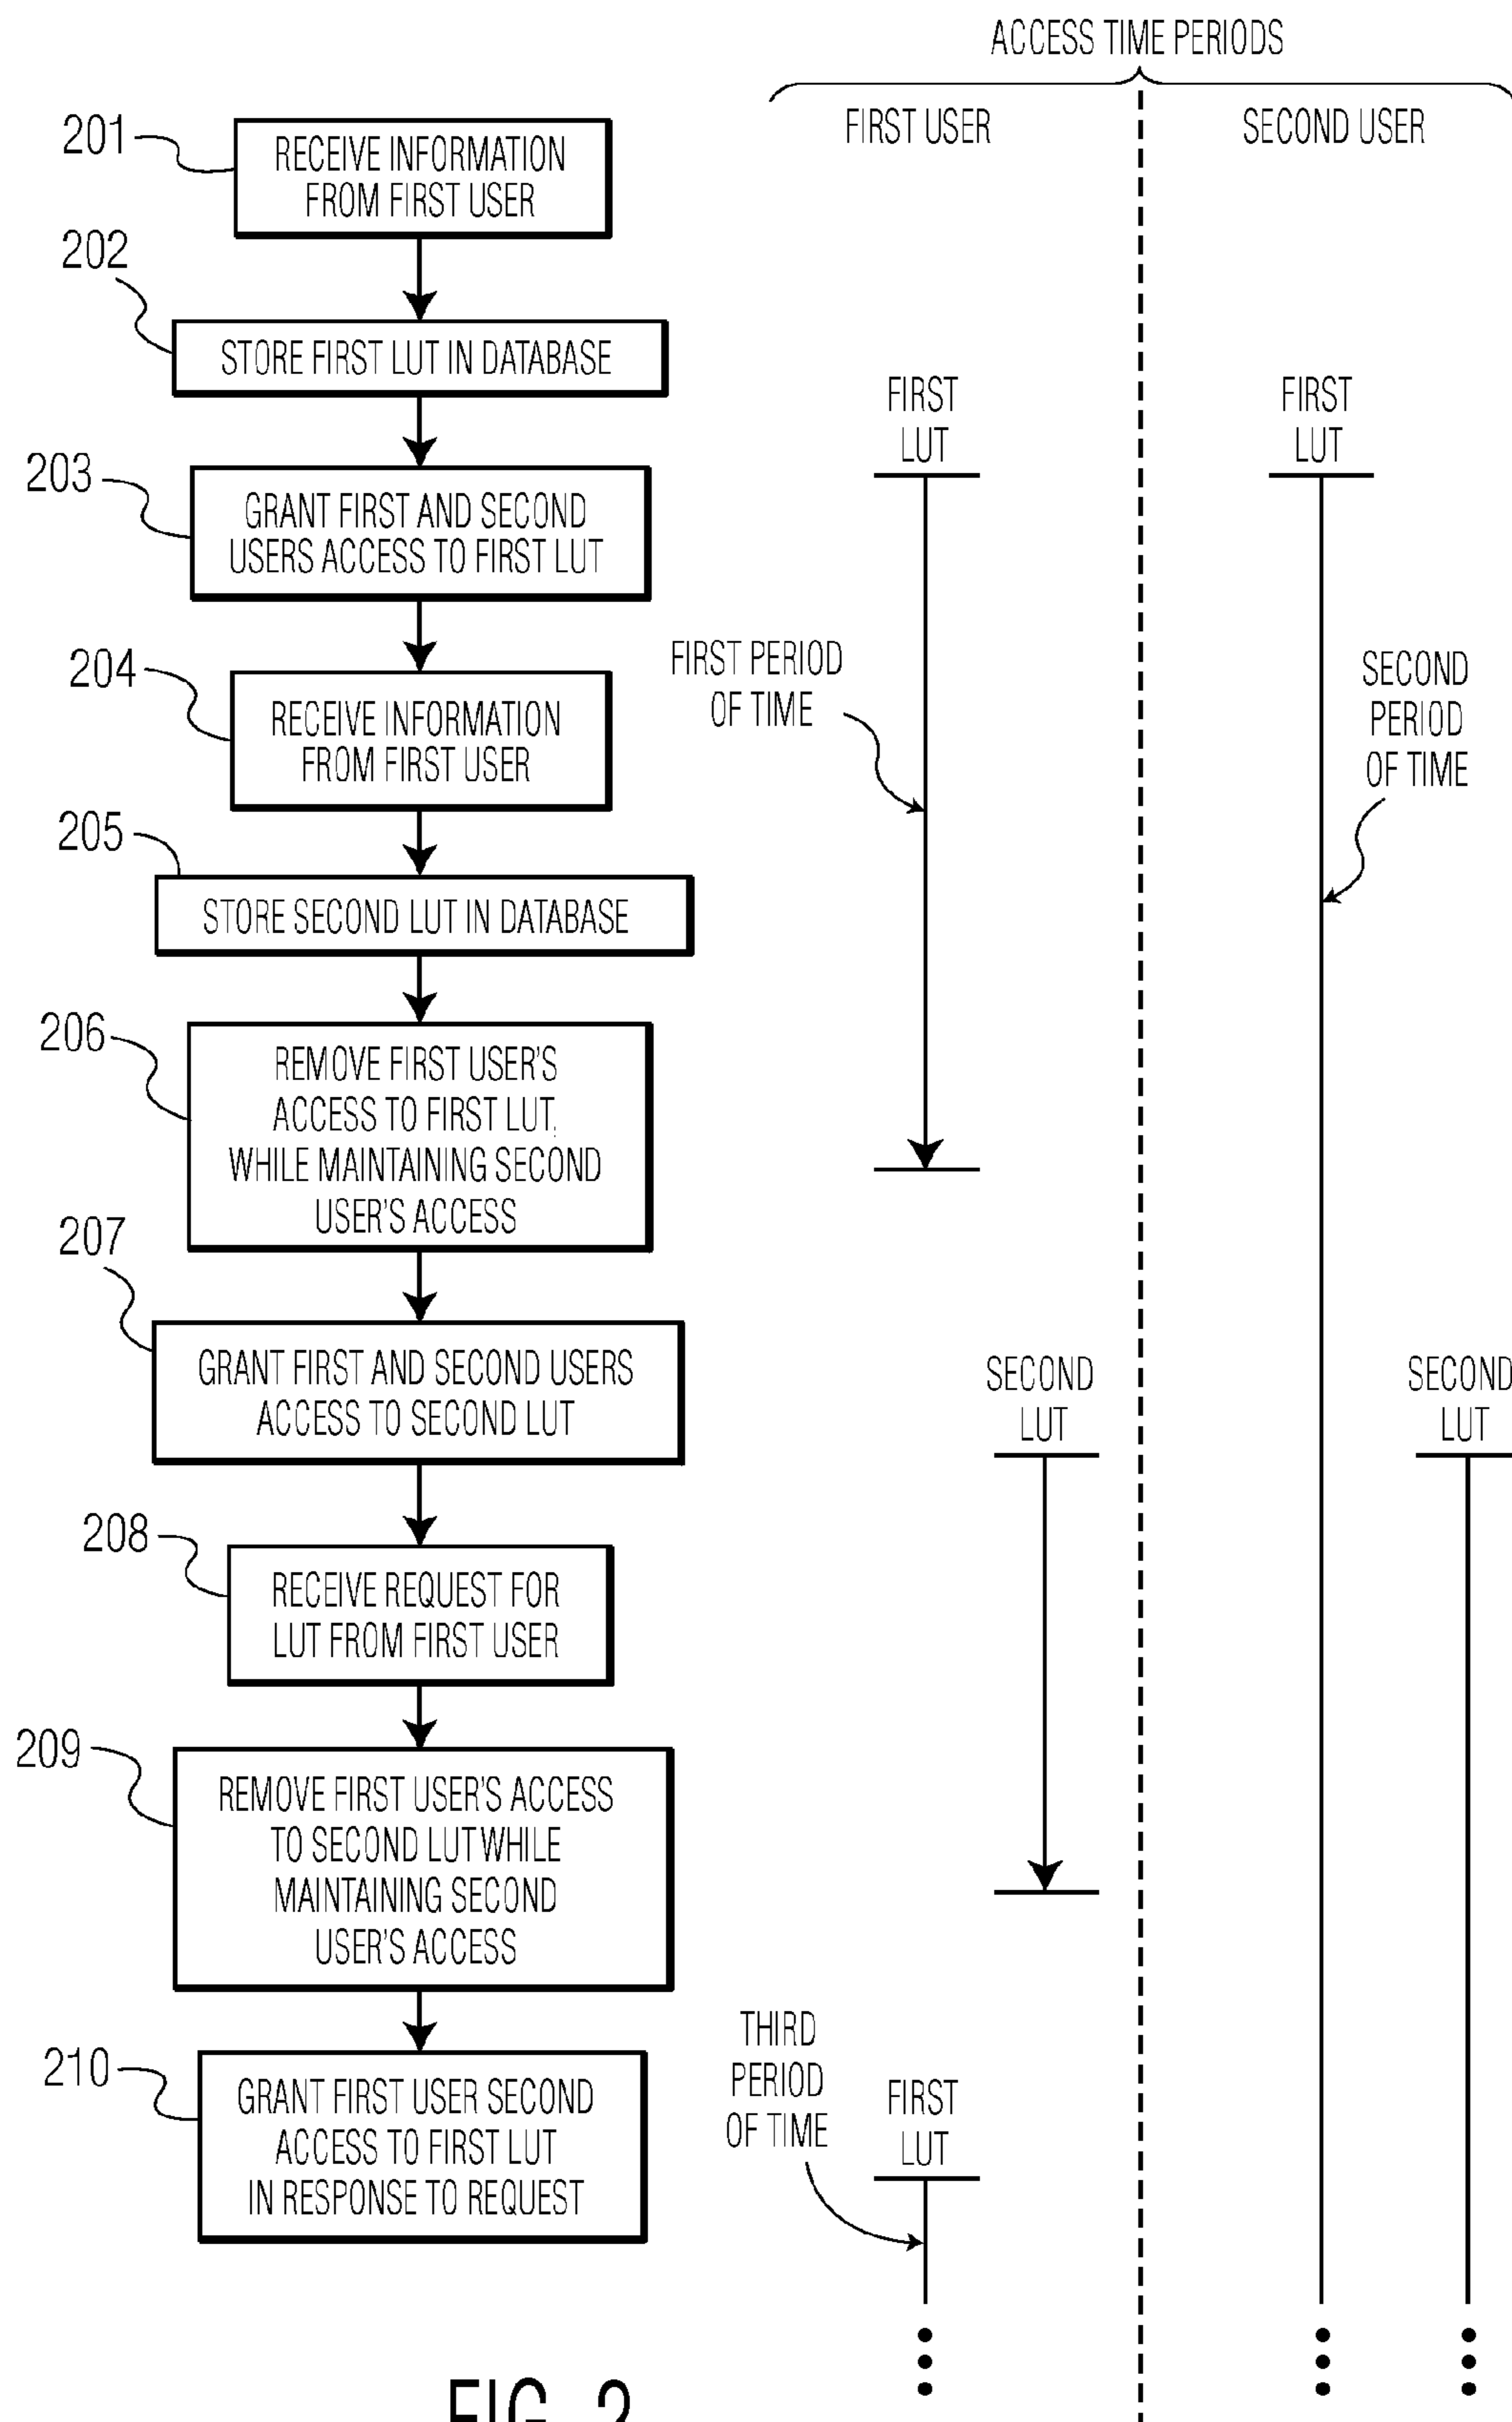 ACCESS TIME PERIODS
FIRST USER
SECOND USER
201
RECEIVE INFORMATION
FROM FIRST USER
202
STORE FIRST LUT IN DATABASE
203
GRANT FIRST AND SECOND
USERS ACCESS TO FIRST LUT
204
RECEIVE INFORMATION
FROM FIRST USER
205
STORE SECOND LUT IN DATABASE
206
REMOVE FIRST USER'S
ACCESS TO FIRST LUT,
WHILE MAINTAINING SECOND
USER'S ACCESS
207
GRANT FIRST AND SECOND USERS
ACCESS TO SECOND LUT
208
RECEIVE REQUEST FOR
LUT FROM FIRST USER
209
REMOVE FIRST USER'S ACCESS
TO SECOND LUT WHILE
MAINTAINING SECOND
USER'S ACCESS
210
GRANT FIRST USER SECOND
ACCESS TO FIRST LUT
IN RESPONSE TO REQUEST
FIRST
LUT
FIRST PERIOD
OF TIME
SECOND
LUT
THIRD
PERIOD
OF TIME
FIRST
LUT
FIRST
LUT
SECOND
PERIOD
OF TIME
SECOND
LUT
FIG. 2